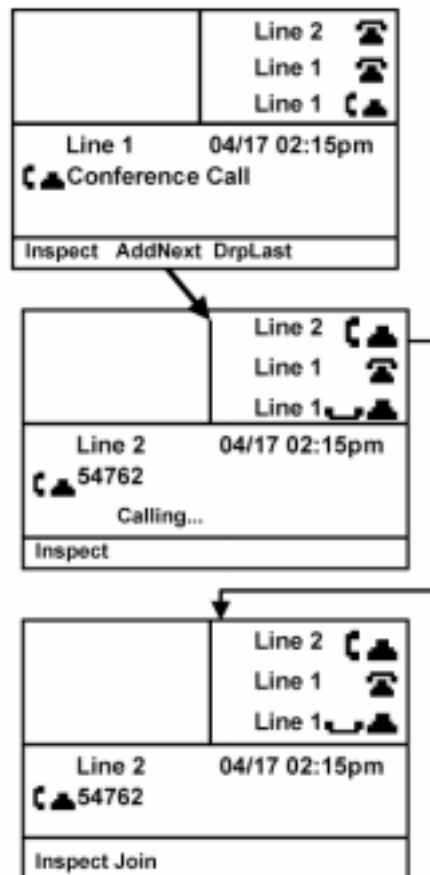 Line 2
Line 1
Line 1
Line 1 04/17 02:15pm
Conference Call
Inspect AddNext DrpLast
Line 2
Line 1
Line 1
Line 2 04/17 02:15pm
54762
Calling...
Inspect
Line 2
Line 1
Line 1
Line 2 04/17 02:15pm
54762
Inspect Join